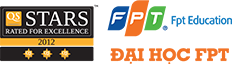 QS STARS
RATED FOR EXCELLENCE
2012
FPT Fpt Education
ĐẠI HỌC FPT